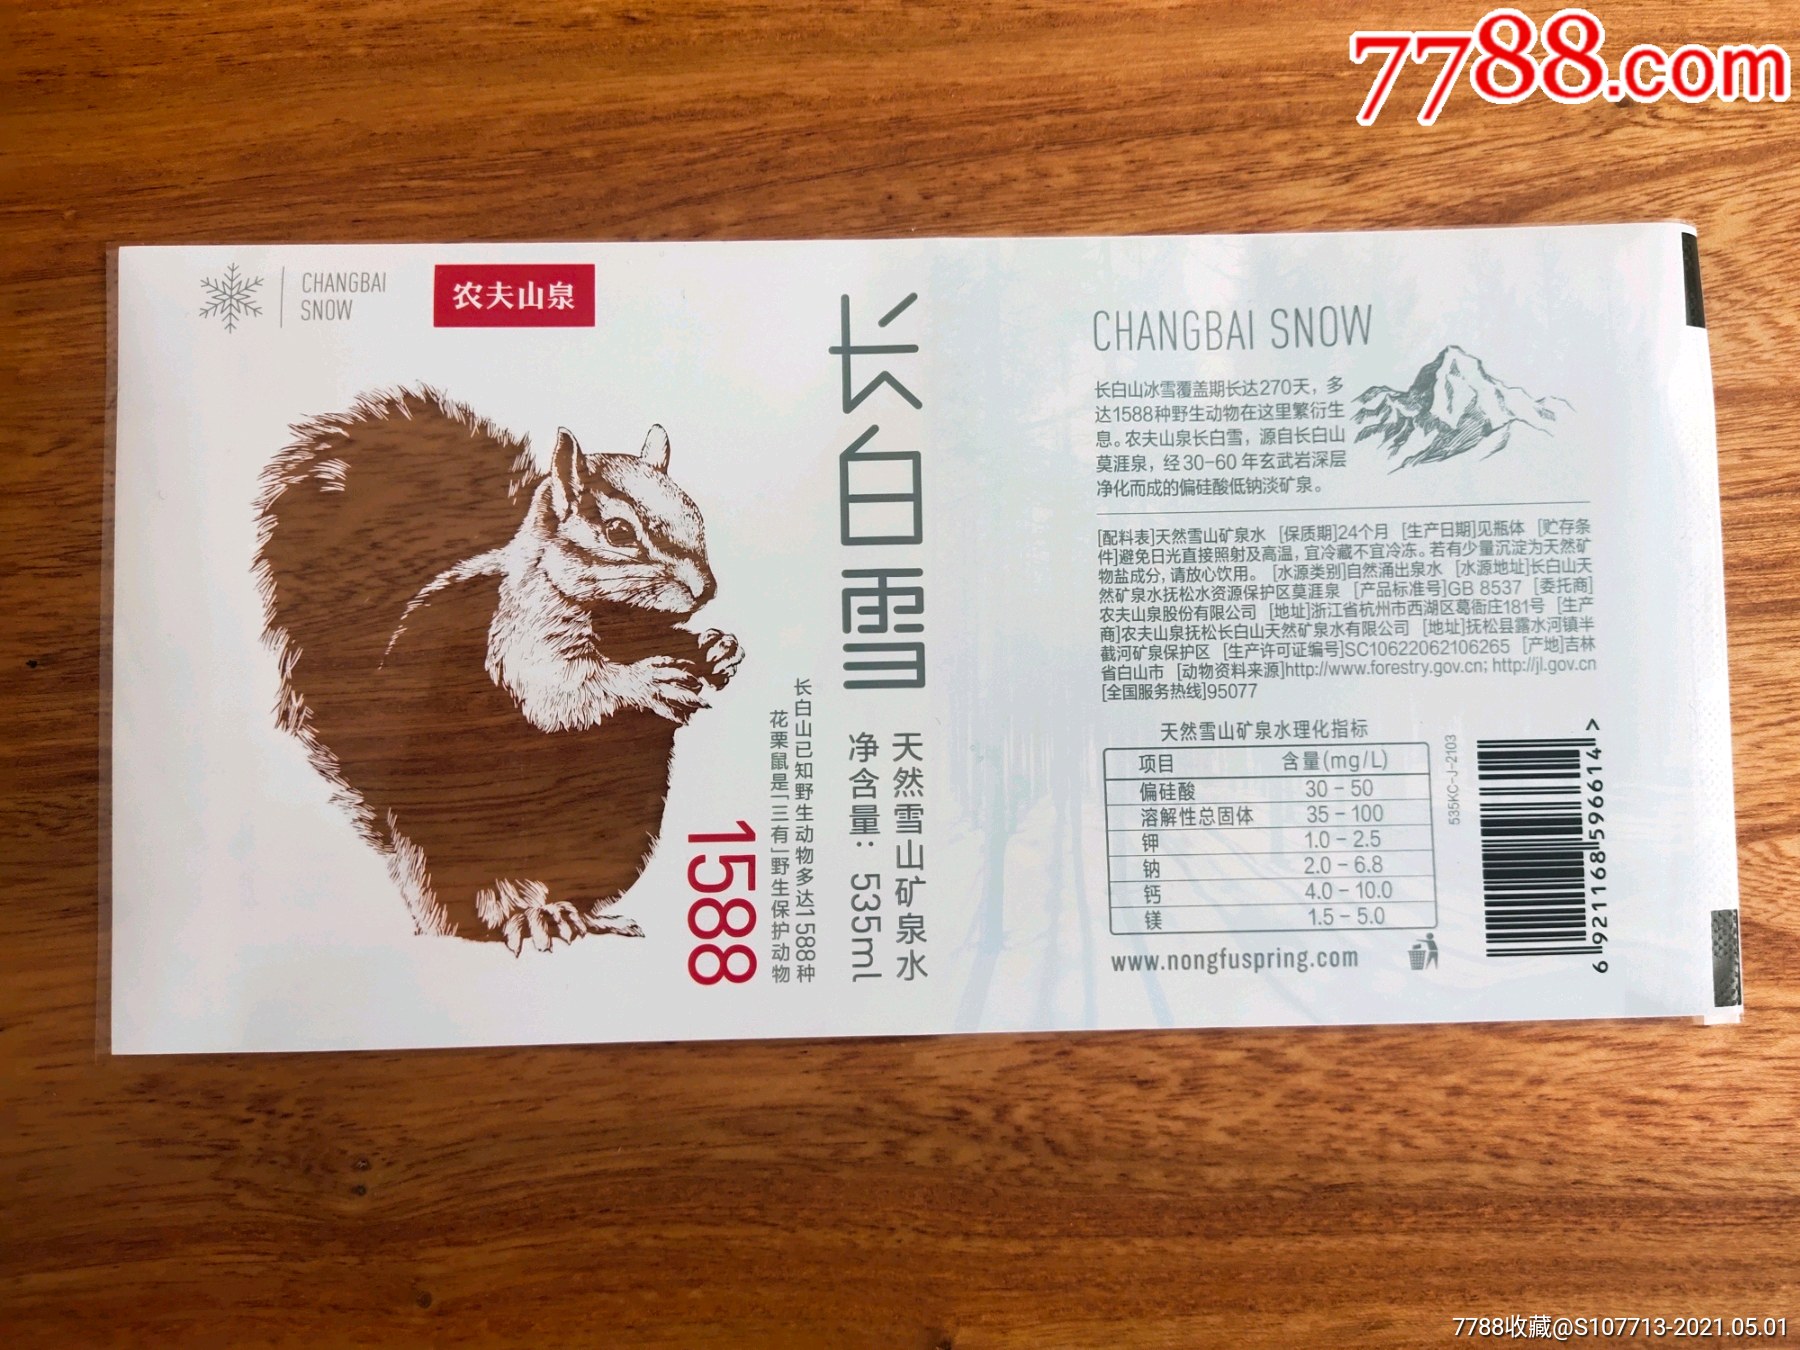 7788.com
CHANGBAI
SNOW
农夫山泉
长白雪
天然雪山矿泉水
净含量：535ml
长白山已知野生动物多达1588种
花栗鼠是「三有」野生保护动物
1588
CHANGBAI SNOW
长白山冰雪覆盖期长达270天，多
达1588种野生动物在这里繁衍生
息。农夫山泉长白雪，源自长白山
莫涯泉，经30-60年玄武岩深层
净化而成的偏硅酸低钠淡矿泉。
[配料表]天然雪山矿泉水 [保质期]24个月 [生产日期]见瓶体 [贮存条
件]避免日光直接照射及高温，宜冷藏不宜冷冻。若有少量沉淀为天然矿
物盐成分，请放心饮用。 [水源类别]自然涌出泉水 [水源地址]长白山天
然矿泉水抚松水资源保护区莫涯泉 [产品标准号]GB 8537 [委托商]
农夫山泉股份有限公司 [地址]浙江省杭州市西湖区葛衙庄181号 [生产
商]农夫山泉抚松长白山天然矿泉水有限公司 [地址]抚松县露水河镇半
截河矿泉保护区 [生产许可证编号]SC10622062106265 [产地]吉林
省白山市 [动物资料来源]http://www.forestry.gov.cn; http://jl.gov.cn
[全国服务热线]95077
天然雪山矿泉水理化指标
项目 含量(mg/L)
偏硅酸 30-50
溶解性总固体 35-100
钾 1.0-2.5
钠 2.0-6.8
钙 4.0-10.0
镁 1.5-5.0
www.nongfuspring.com
535KC-J-2103
6 921168 596614 >
7788收藏@S107713-2021.05.01